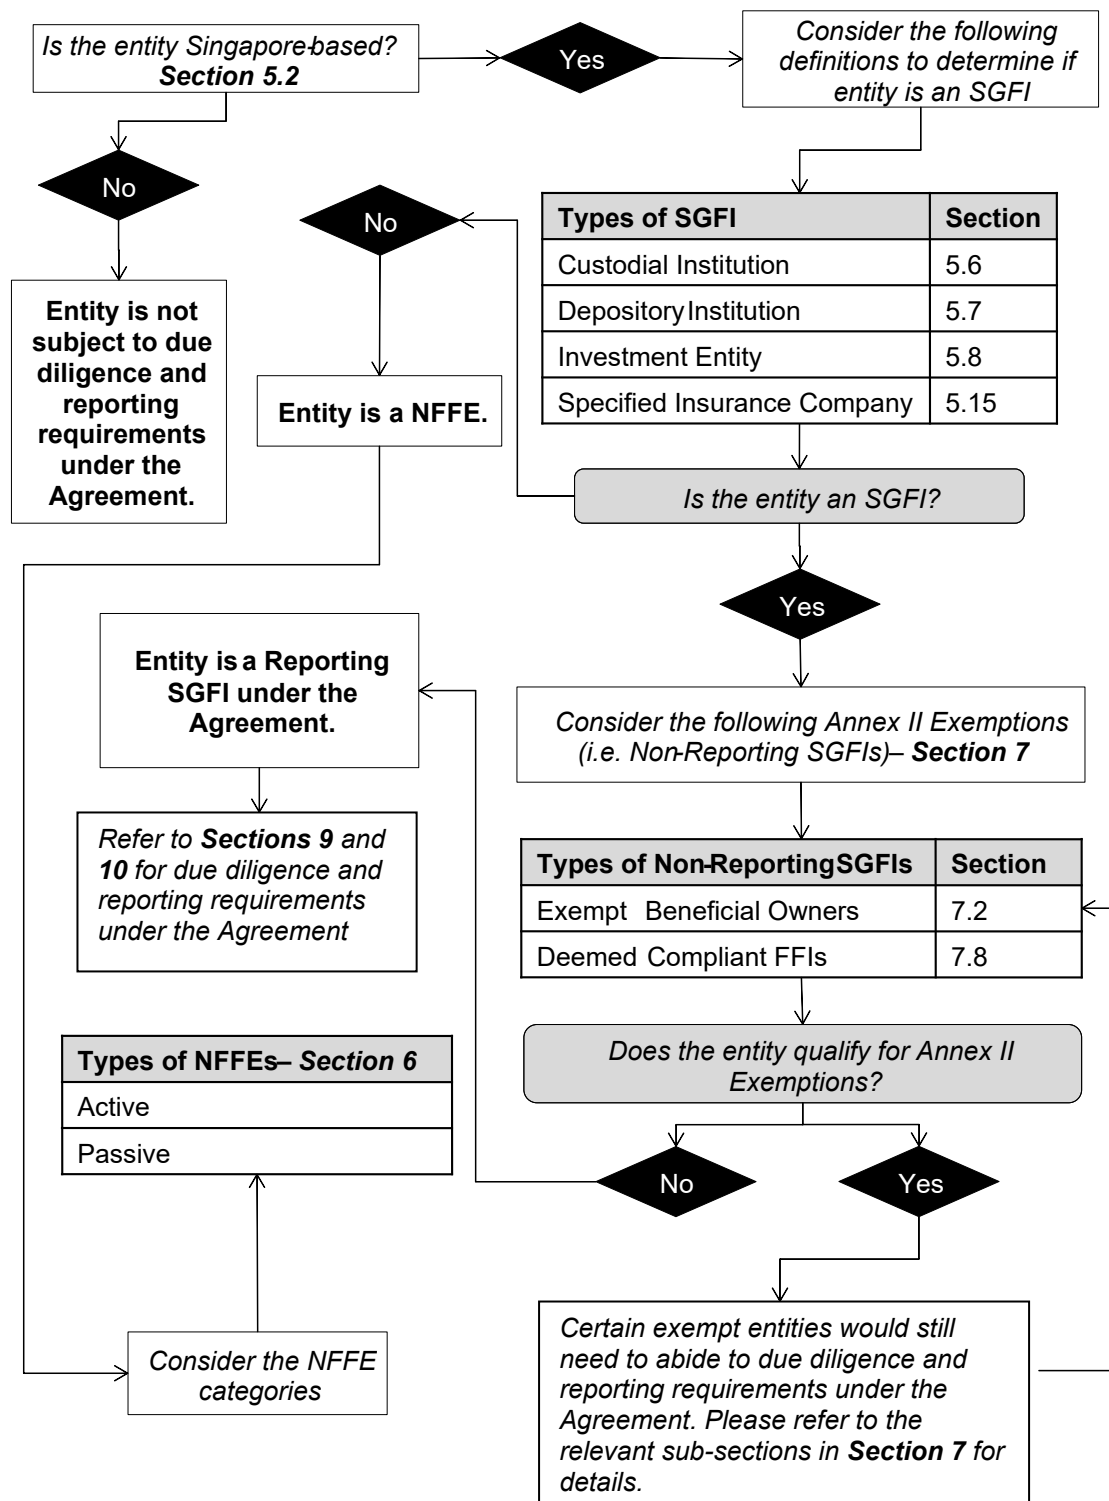 Is the entity Singapore-based?
Section 5.2
Yes
Consider the following
definitions to determine if
entity is an SGFI
No
No
Types of SGFI Section
Custodial Institution 5.6
Depository Institution 5.7
Investment Entity 5.8
Specified Insurance Company 5.15
Entity is not
subject to due
diligence and
reporting
requirements
under the
Agreement.
Entity is a NFFE.
Is the entity an SGFI?
Yes
Entity is a Reporting
SGFI under the
Agreement.
Consider the following Annex II Exemptions
(i.e. Non-Reporting SGFIs)– Section 7
Refer to Sections 9 and
10 for due diligence and
reporting requirements
under the Agreement
Types of Non-Reporting SGFIs Section
Exempt Beneficial Owners 7.2
Deemed Compliant FFIs 7.8
Does the entity qualify for Annex II
Exemptions?
Types of NFFEs– Section 6
Active
Passive
No
Yes
Consider the NFFE
categories
Certain exempt entities would still
need to abide to due diligence and
reporting requirements under the
Agreement. Please refer to the
relevant sub-sections in Section 7 for
details.